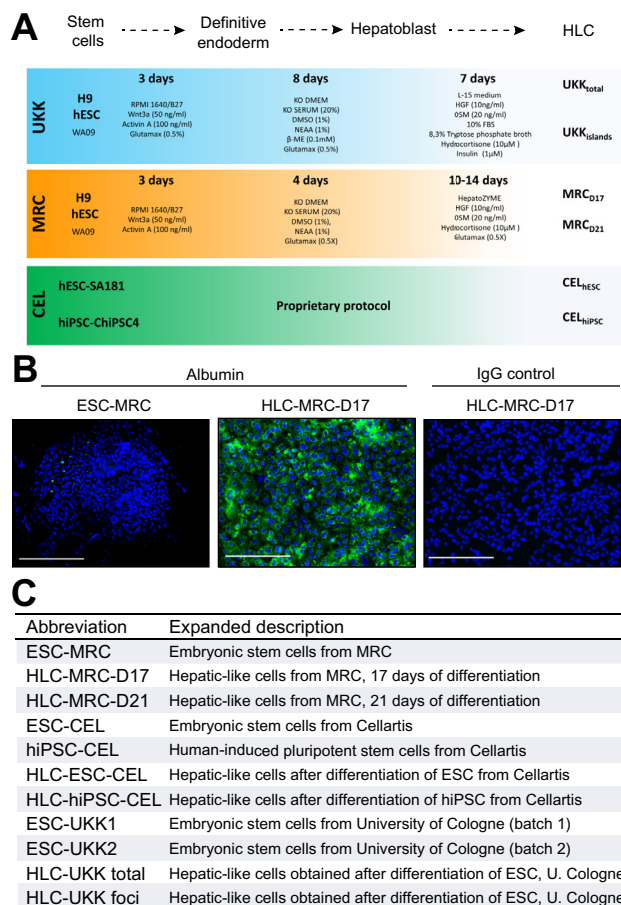 A
Stem cells
Definitive endoderm
Hepatoblast
HLC
UKK
H9
hESC
WA09
3 days
RPMI 1640/B27
Wnt3a (50 ng/ml)
Activin A (100 ng/ml)
Glutamax (0.5%)
8 days
KO DMEM
KO SERUM (20%)
DMSO (1%)
NEAA (1%)
β-ME (0.1mM)
Glutamax (0.5%)
7 days
L-15 medium
HGF (10ng/ml)
OSM (20 ng/ml)
10% FBS
8,3% Tryptose phosphate broth
Hydrocortisone (10μM )
Insulin (1μM)
UKKtotal
UKKislands
MRC
H9
hESC
WA09
3 days
RPMI 1640/B27
Wnt3a (50 ng/ml)
Activin A (100 ng/ml)
4 days
KO DMEM
KO SERUM (20%)
DMSO (1%),
NEAA (1%)
Glutamax (0.5X)
10-14 days
HepatoZYME
HGF (10ng/ml)
OSM (20 ng/ml)
Hydrocortisone (10μM )
Glutamax (0.5X)
MRCD17
MRCD21
CEL
hESC-SA181
hiPSC-ChiPSC4
Proprietary protocol
CELhESC
CELhiPSC
B
Albumin
IgG control
ESC-MRC
HLC-MRC-D17
HLC-MRC-D17
C
Abbreviation Expanded description
ESC-MRC Embryonic stem cells from MRC
HLC-MRC-D17 Hepatic-like cells from MRC, 17 days of differentiation
HLC-MRC-D21 Hepatic-like cells from MRC, 21 days of differentiation
ESC-CEL Embryonic stem cells from Cellartis
hiPSC-CEL Human-induced pluripotent stem cells from Cellartis
HLC-ESC-CEL Hepatic-like cells after differentiation of ESC from Cellartis
HLC-hiPSC-CEL Hepatic-like cells after differentiation of hiPSC from Cellartis
ESC-UKK1 Embryonic stem cells from University of Cologne (batch 1)
ESC-UKK2 Embryonic stem cells from University of Cologne (batch 2)
HLC-UKK total Hepatic-like cells obtained after differentiation of ESC, U. Cologne
HLC-UKK foci Hepatic-like cells obtained after differentiation of ESC, U. Cologne